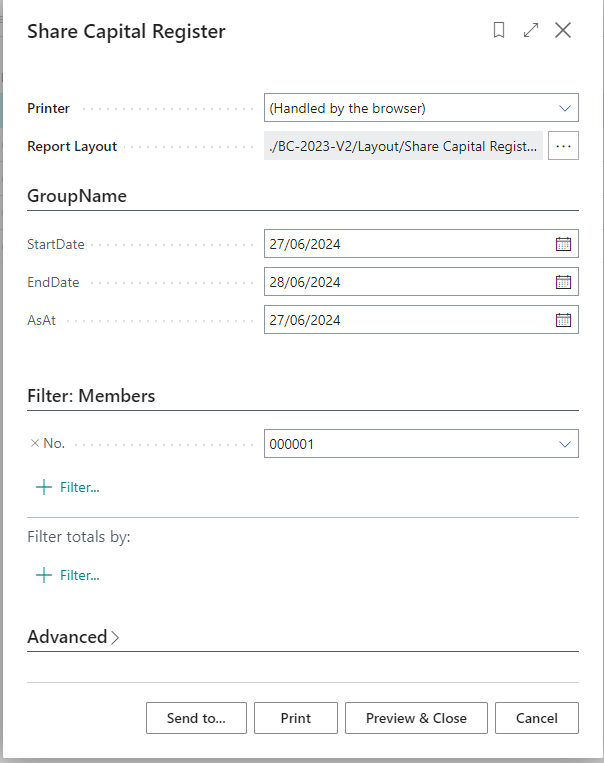 Share Capital Register
Printer (Handled by the browser)
Report Layout ./BC-2023-V2/Layout/Share Capital Regist... ...
GroupName
StartDate 27/06/2024
EndDate 28/06/2024
AsAt 27/06/2024
Filter: Members
× No. 000001
+ Filter...
Filter totals by:
+ Filter...
Advanced >
Send to... Print Preview & Close Cancel